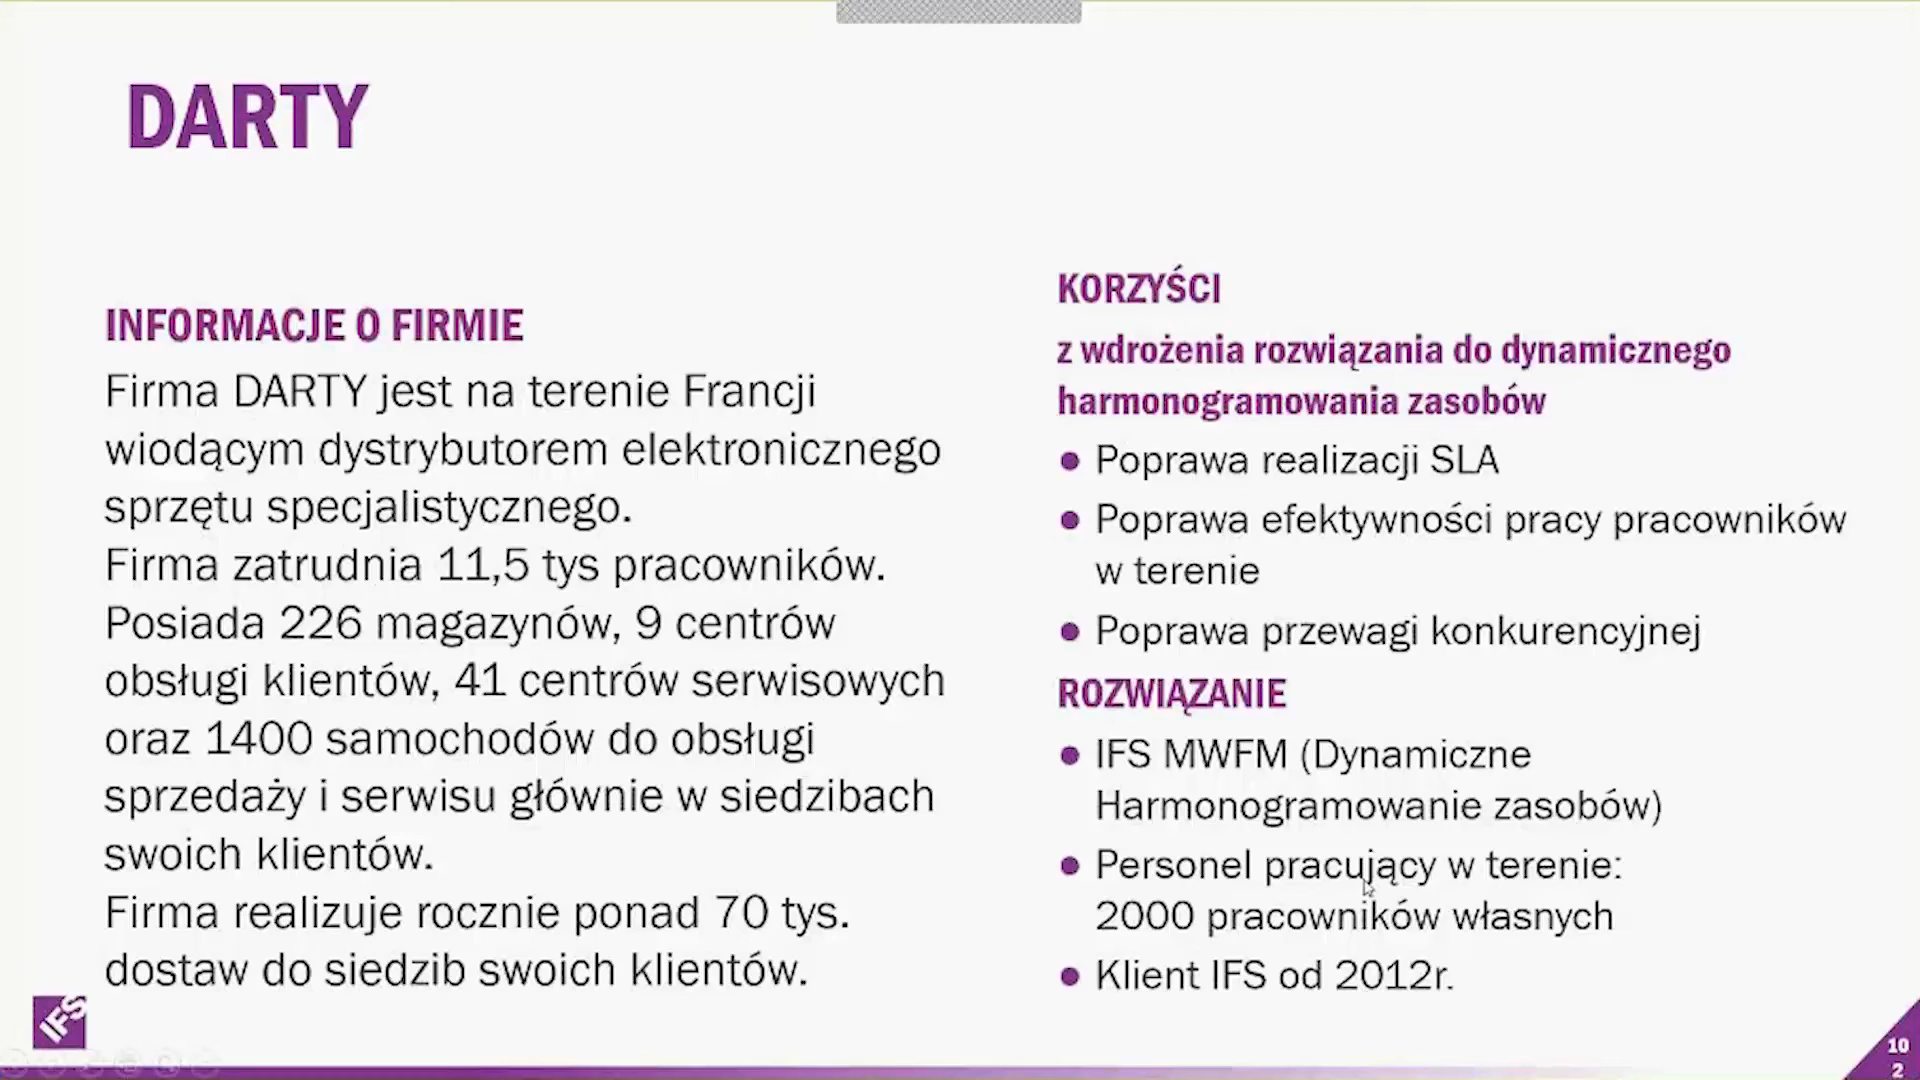 DARTY
INFORMACJE O FIRMIE
Firma DARTY jest na terenie Francji
wiodącym dystrybutorem elektronicznego
sprzętu specjalistycznego.
Firma zatrudnia 11,5 tys pracowników.
Posiada 226 magazynów, 9 centrów
obsługi klientów, 41 centrów serwisowych
oraz 1400 samochodów do obsługi
sprzedaży i serwisu głównie w siedzibach
swoich klientów.
Firma realizuje rocznie ponad 70 tys.
dostaw do siedzib swoich klientów.
KORZYŚCI
z wdrożenia rozwiązania do dynamicznego
harmonogramowania zasobów
● Poprawa realizacji SLA
● Poprawa efektywności pracy pracowników
w terenie
● Poprawa przewagi konkurencyjnej
ROZWIĄZANIE
● IFS MWFM (Dynamiczne
Harmonogramowanie zasobów)
● Personel pracujący w terenie:
2000 pracowników własnych
● Klient IFS od 2012r.
IFS
10
2